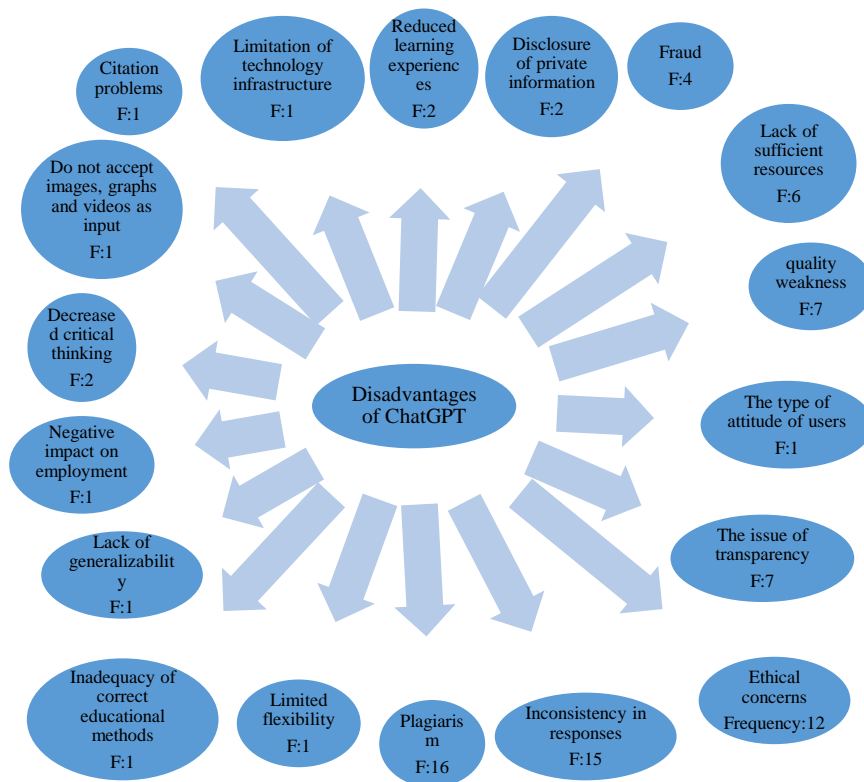 Citation
problems
F:1
Limitation of
technology
infrastructure
F:1
Reduced
learning
experienc
es
F:2
Disclosure
of private
information
F:2
Fraud
F:4
Lack of
sufficient
resources
F:6
quality
weakness
F:7
The type of
attitude of users
F:1
The issue of
transparency
F:7
Ethical
concerns
Frequency:12
Inconsistency in
responses
F:15
Plagiaris
m
F:16
Limited
flexibility
F:1
Inadequacy of
correct
educational
methods
F:1
Lack of
generalizabilit
y
F:1
Negative
impact on
employment
F:1
Decrease
d critical
thinking
F:2
Do not accept
images, graphs
and videos as
input
F:1
Disadvantages
of ChatGPT